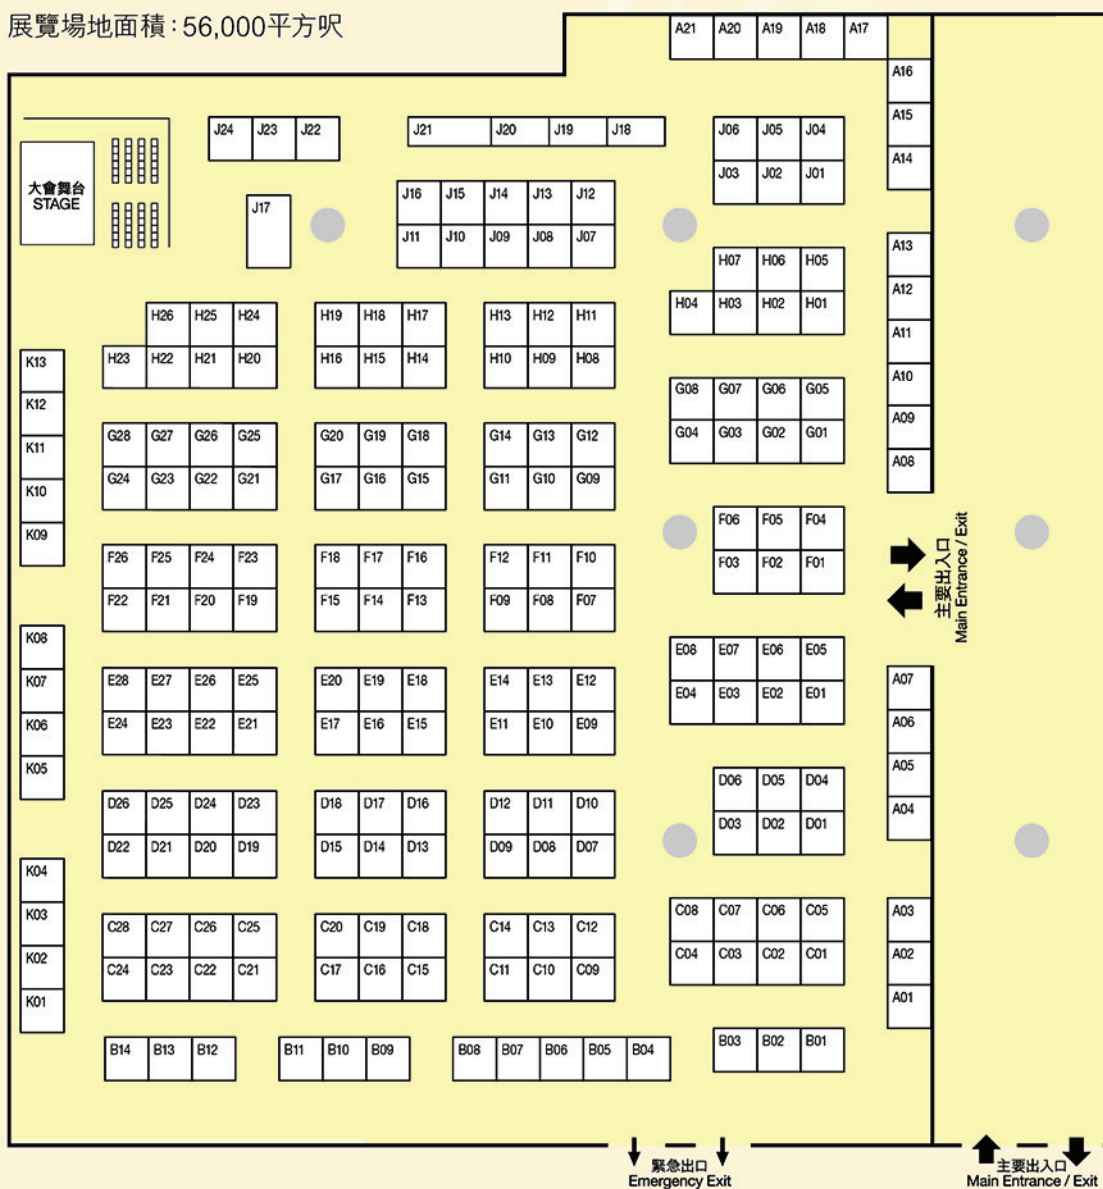 展覽場地面積：56,000平方呎
A21 A20 A19 A18 A17
A16
A15
A14
J24 J23 J22
J21 J20 J19 J18
J06 J05 J04
J03 J02 J01
大會舞台
STAGE
J17
J16 J15 J14 J13 J12
J11 J10 J09 J08 J07
A13
A12
A11
A10
A09
A08
H07 H06 H05
H04 H03 H02 H01
H26 H25 H24
H23 H22 H21 H20
H19 H18 H17
H16 H15 H14
H13 H12 H11
H10 H09 H08
K13
K12
K11
K10
K09
G28 G27 G26 G25
G24 G23 G22 G21
G20 G19 G18
G17 G16 G15
G14 G13 G12
G11 G10 G09
G08 G07 G06 G05
G04 G03 G02 G01
F26 F25 F24 F23
F22 F21 F20 F19
F18 F17 F16
F15 F14 F13
F12 F11 F10
F09 F08 F07
F06 F05 F04
F03 F02 F01
主要出入口
Main Entrance / Exit
K08
K07
K06
K05
E28 E27 E26 E25
E24 E23 E22 E21
E20 E19 E18
E17 E16 E15
E14 E13 E12
E11 E10 E09
E08 E07 E06 E05
E04 E03 E02 E01
A07
A06
A05
A04
D26 D25 D24 D23
D22 D21 D20 D19
D18 D17 D16
D15 D14 D13
D12 D11 D10
D09 D08 D07
D06 D05 D04
D03 D02 D01
K04
K03
K02
K01
C28 C27 C26 C25
C24 C23 C22 C21
C20 C19 C18
C17 C16 C15
C14 C13 C12
C11 C10 C09
C08 C07 C06 C05
C04 C03 C02 C01
A03
A02
A01
B14 B13 B12
B11 B10 B09
B08 B07 B06 B05 B04
B03 B02 B01
緊急出口
Emergency Exit
主要出入口
Main Entrance / Exit